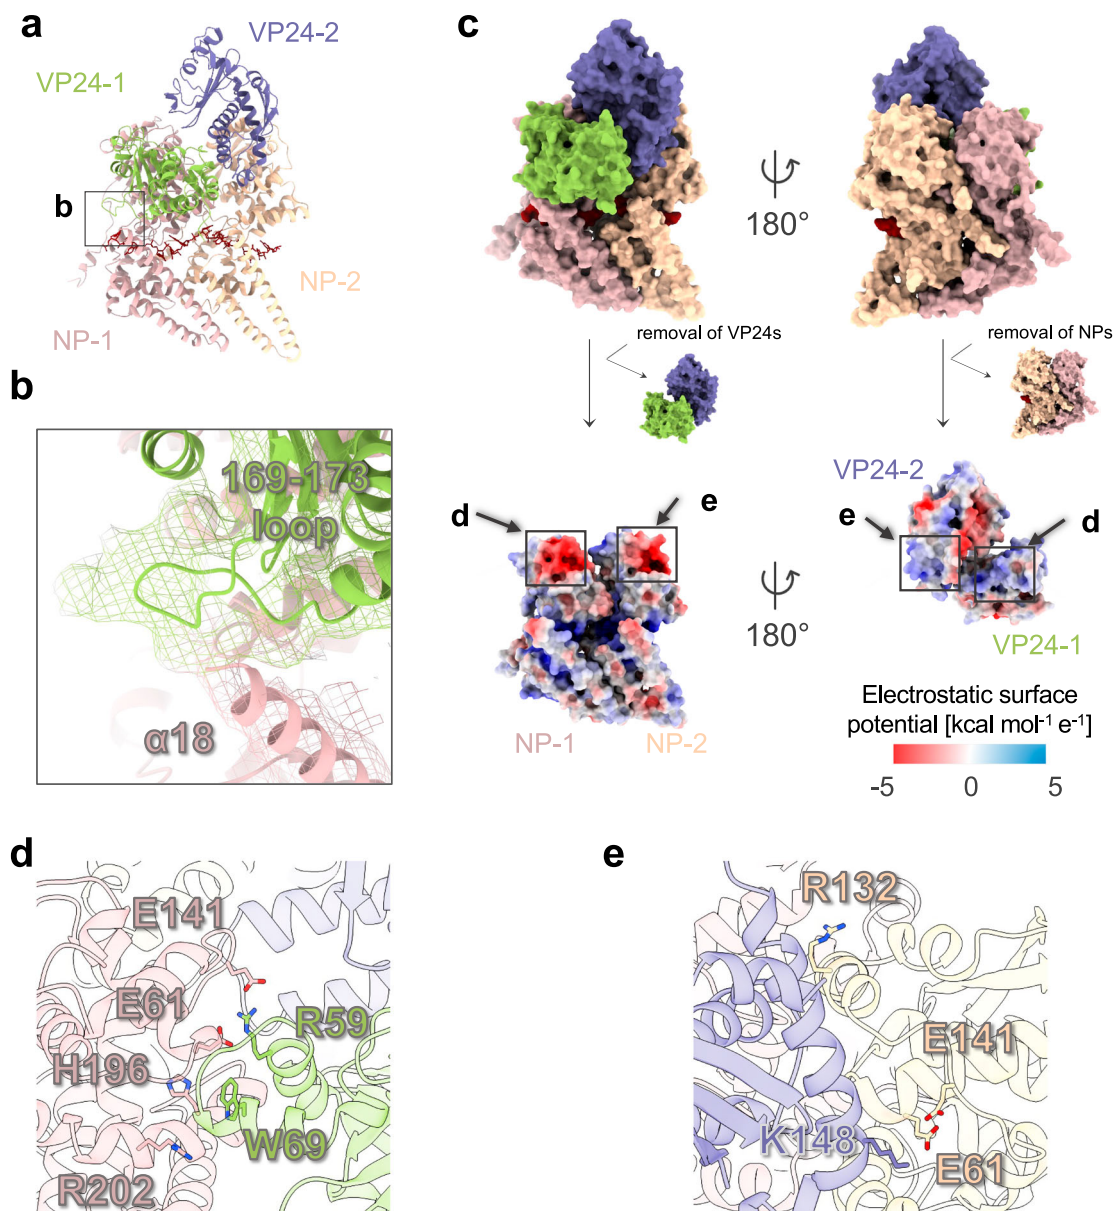 a
VP24-2
VP24-1
b
NP-2
NP-1
b
169-173
loop
α18
c
180°
removal of VP24s
removal of NPs
VP24-2
d
e
e
d
180°
VP24-1
NP-1
NP-2
Electrostatic surface
potential [kcal mol⁻¹ e⁻¹]
-5 0 5
d
E141
E61
R59
H196
W69
R202
e
R132
E141
K148
E61